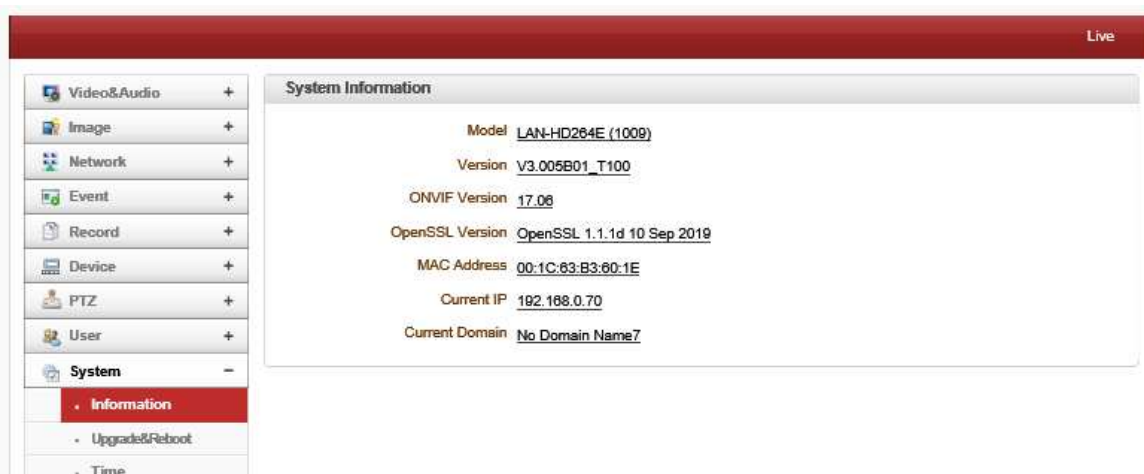 Live
Video&Audio +
Image +
Network +
Event +
Record +
Device +
PTZ +
User +
System −
Information
Upgrade&Reboot
Time
System Information
Model LAN-HD264E (1009)
Version V3.005B01_T100
ONVIF Version 17.06
OpenSSL Version OpenSSL 1.1.1d 10 Sep 2019
MAC Address 00:1C:63:B3:60:1E
Current IP 192.168.0.70
Current Domain No Domain Name7